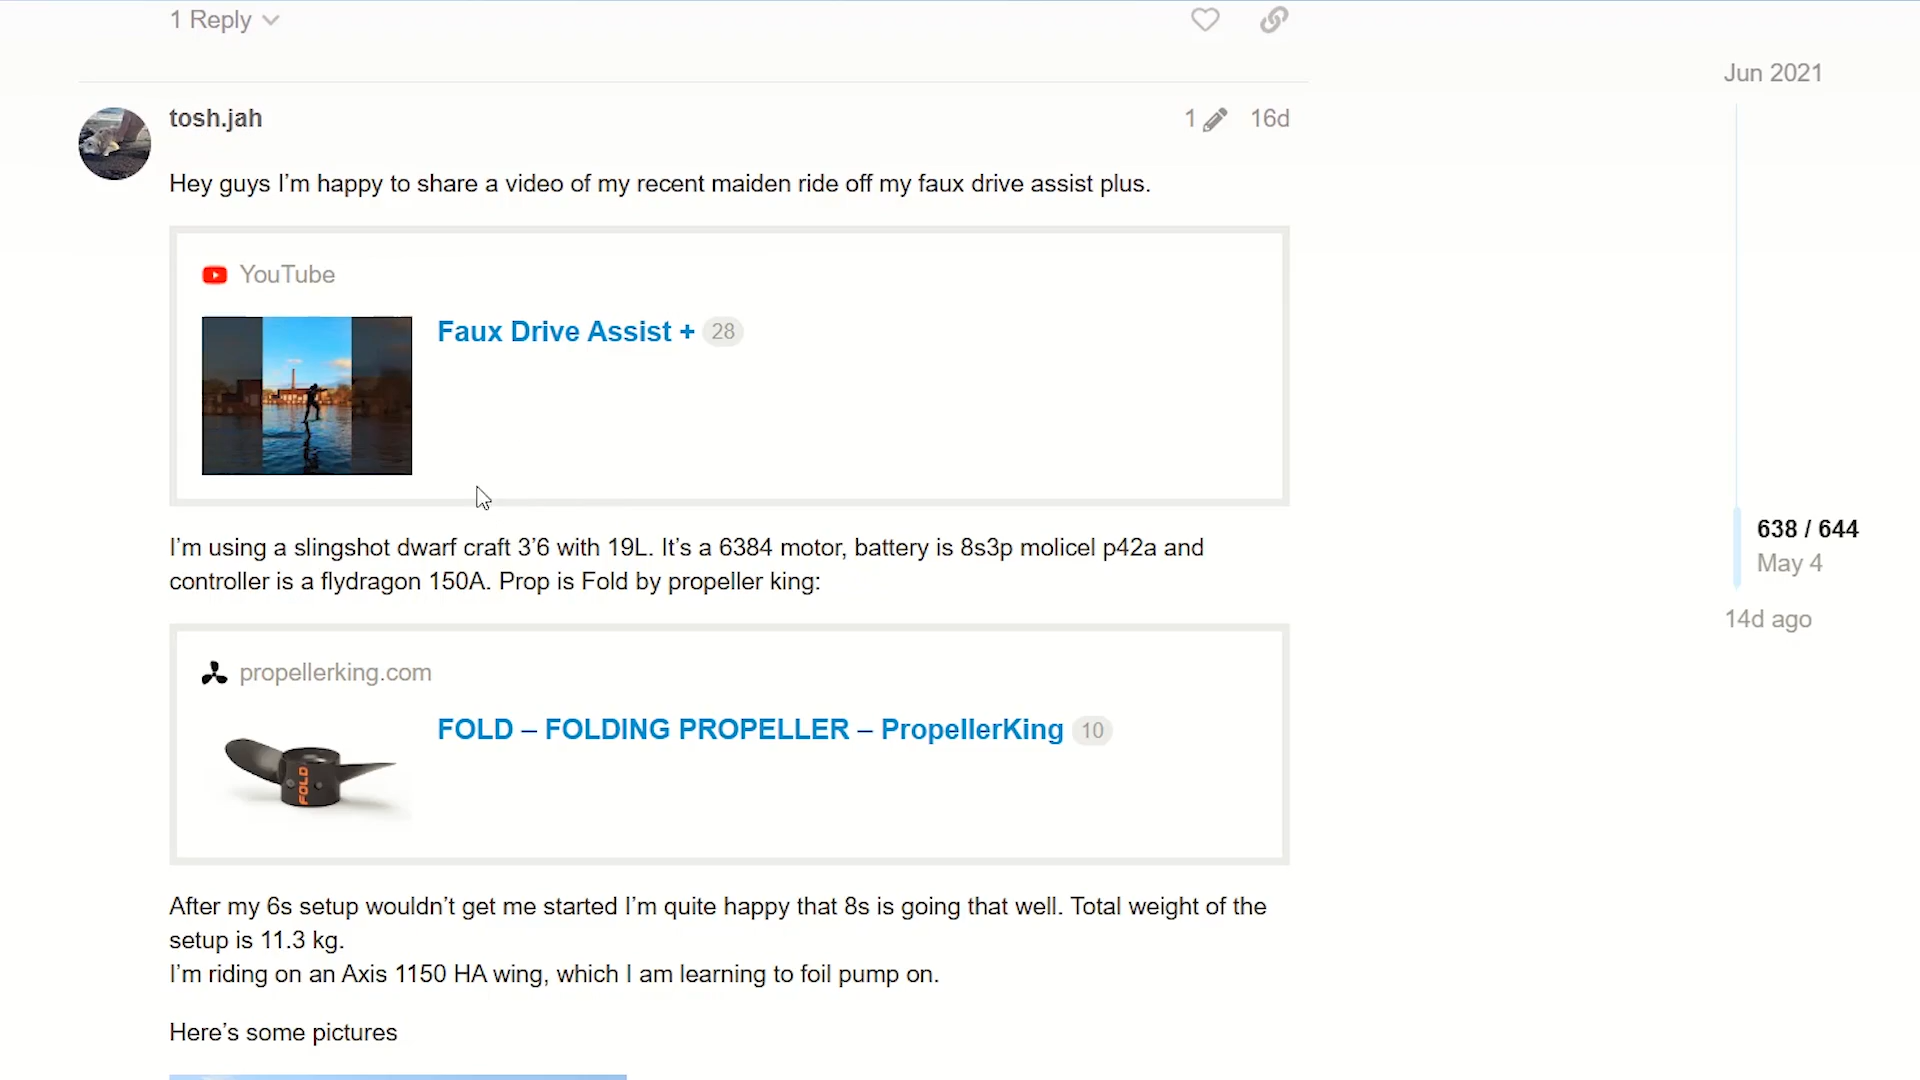 1 Reply
Jun 2021
tosh.jah
1
16d
Hey guys I’m happy to share a video of my recent maiden ride off my faux drive assist plus.
YouTube
Faux Drive Assist + 28
I’m using a slingshot dwarf craft 3’6 with 19L. It’s a 6384 motor, battery is 8s3p molicel p42a and
controller is a flydragon 150A. Prop is Fold by propeller king:
638 / 644
May 4
14d ago
propellerking.com
FOLD – FOLDING PROPELLER – PropellerKing 10
FOLD
After my 6s setup wouldn’t get me started I’m quite happy that 8s is going that well. Total weight of the
setup is 11.3 kg.
I’m riding on an Axis 1150 HA wing, which I am learning to foil pump on.
Here’s some pictures